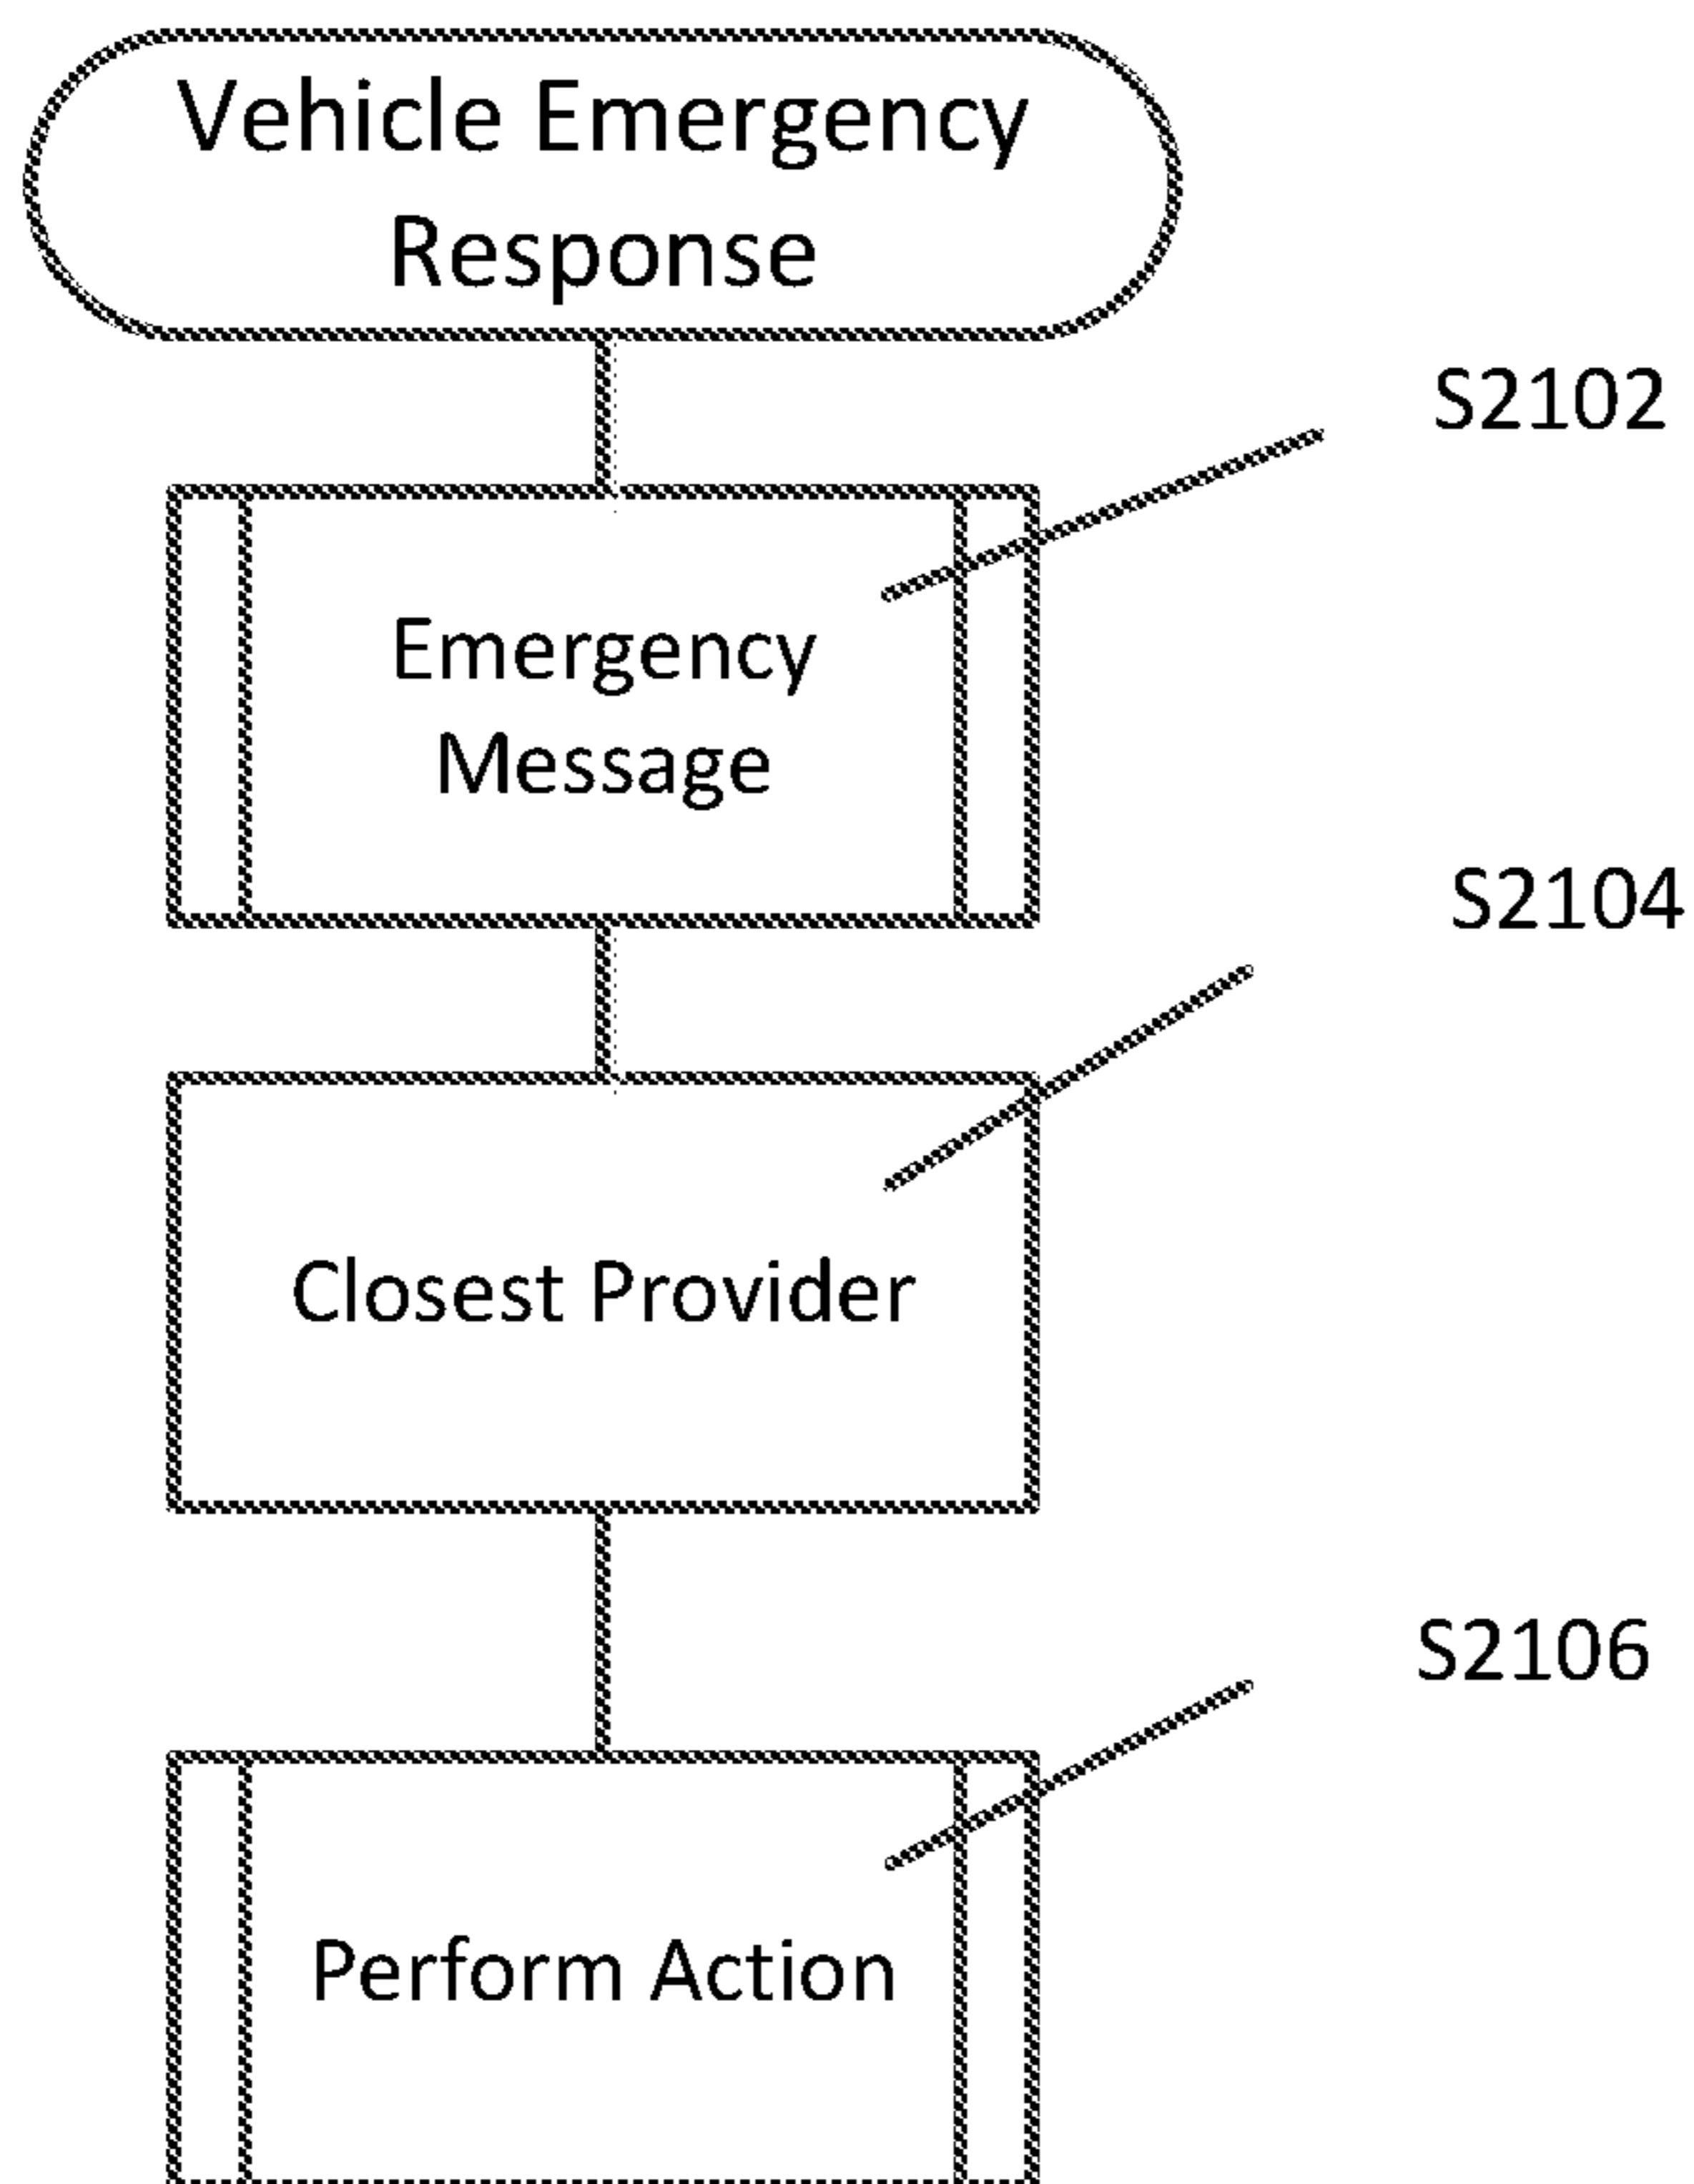 Vehicle Emergency
Response
S2102
Emergency
Message
S2104
Closest Provider
S2106
Perform Action